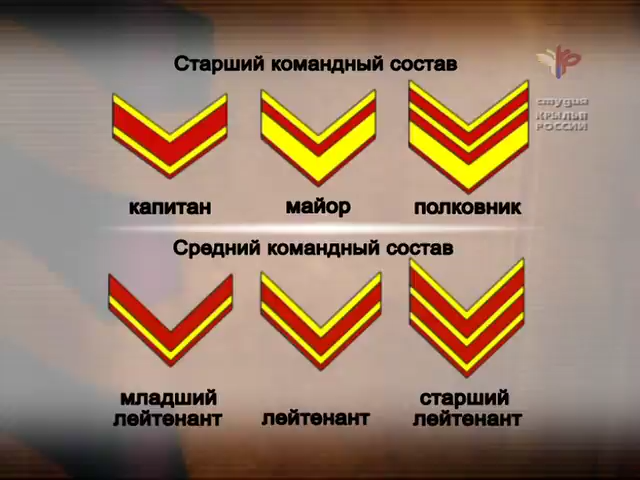 Старший командный состав
студия
КРЫЛЬЯ
РОССИИ
капитан
майор
полковник
Средний командный состав
младший
лейтенант
лейтенант
старший
лейтенант